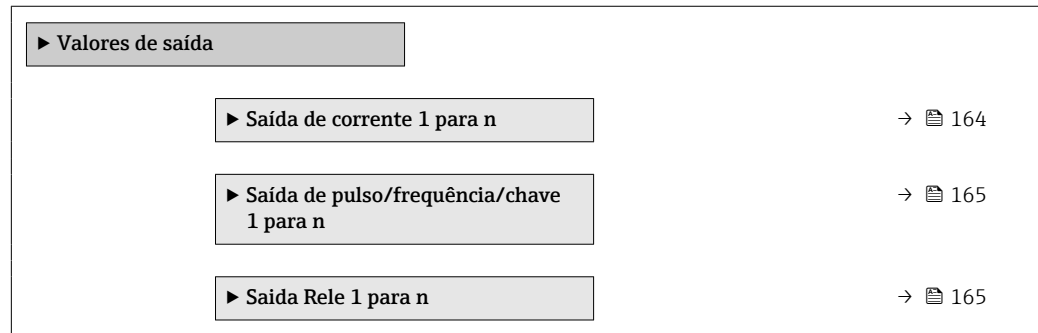 ▶ Valores de saída
▶ Saída de corrente 1 para n → 164
▶ Saída de pulso/frequência/chave
1 para n → 165
▶ Saida Rele 1 para n → 165